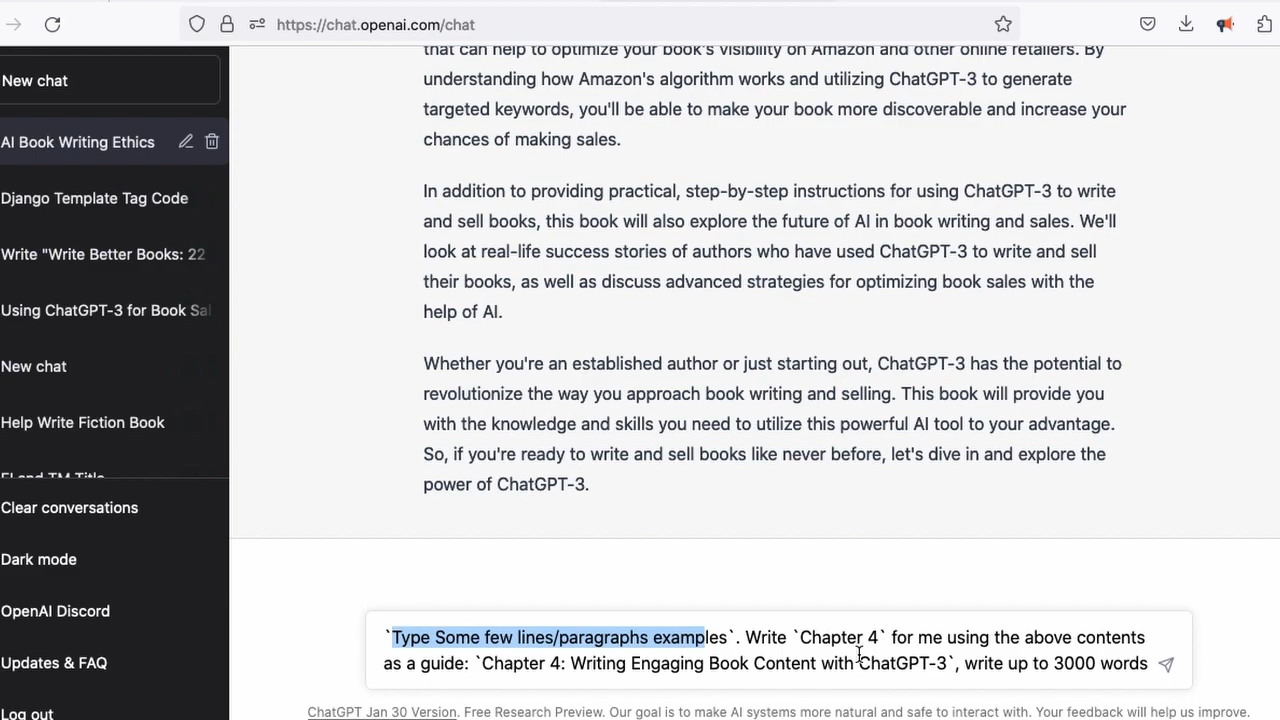 https://chat.openai.com/chat
New chat
AI Book Writing Ethics
Django Template Tag Code
Write "Write Better Books: 22
Using ChatGPT-3 for Book Sal
New chat
Help Write Fiction Book
FI and TM Title
Clear conversations
Dark mode
OpenAI Discord
Updates & FAQ
Log out
that can help to optimize your book's visibility on Amazon and other online retailers. By
understanding how Amazon's algorithm works and utilizing ChatGPT-3 to generate
targeted keywords, you'll be able to make your book more discoverable and increase your
chances of making sales.
In addition to providing practical, step-by-step instructions for using ChatGPT-3 to write
and sell books, this book will also explore the future of AI in book writing and sales. We'll
look at real-life success stories of authors who have used ChatGPT-3 to write and sell
their books, as well as discuss advanced strategies for optimizing book sales with the
help of AI.
Whether you're an established author or just starting out, ChatGPT-3 has the potential to
revolutionize the way you approach book writing and selling. This book will provide you
with the knowledge and skills you need to utilize this powerful AI tool to your advantage.
So, if you're ready to write and sell books like never before, let's dive in and explore the
power of ChatGPT-3.
`Type Some few lines/paragraphs examples`. Write `Chapter 4` for me using the above contents
as a guide: `Chapter 4: Writing Engaging Book Content with ChatGPT-3`, write up to 3000 words
ChatGPT Jan 30 Version. Free Research Preview. Our goal is to make AI systems more natural and safe to interact with. Your feedback will help us improve.